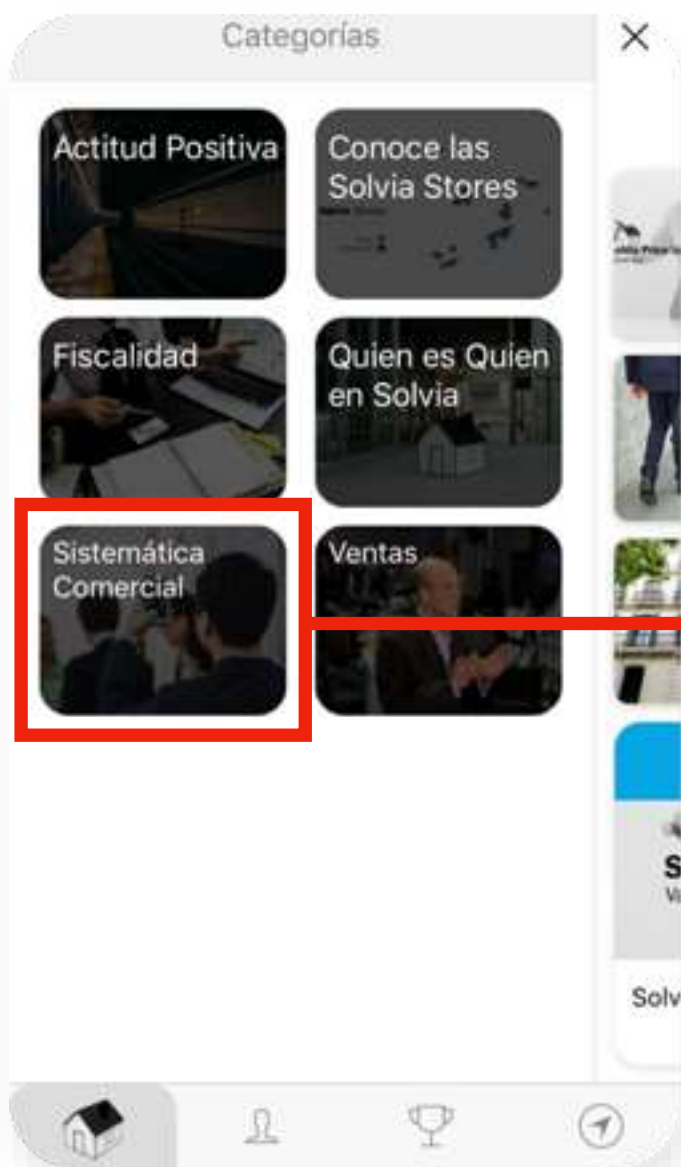 Categorías
Actitud Positiva
Conoce las
Solvia Stores
Fiscalidad
Quien es Quien
en Solvia
Sistemática
Comercial
Ventas
S
Solv